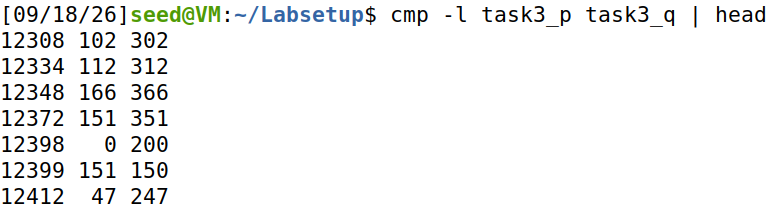 [09/18/26]seed@VM:~/Labsetup$ cmp -l task3_p task3_q | head
12308 102 302
12334 112 312
12348 166 366
12372 151 351
12398   0 200
12399 151 150
12412  47 247